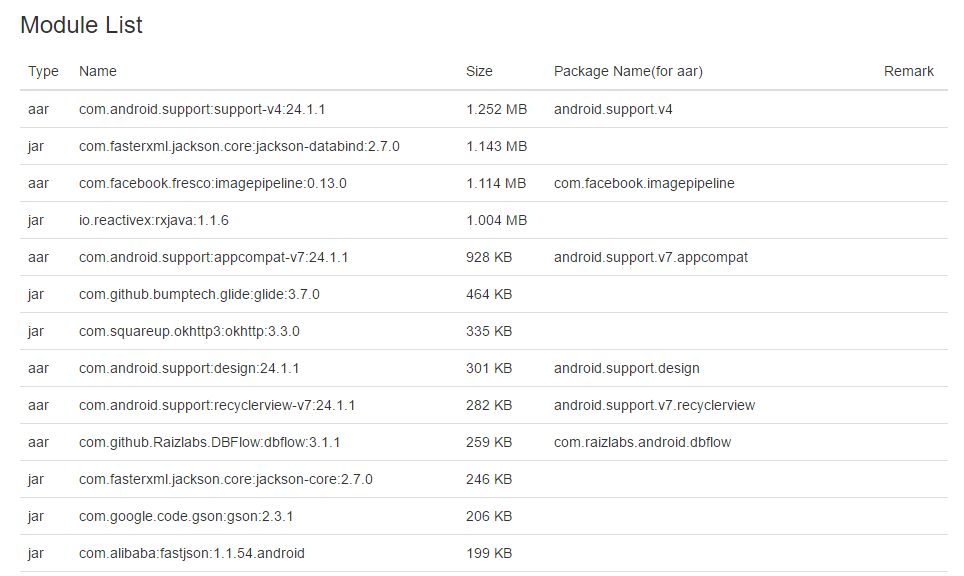 Module List
Type Name Size Package Name(for aar) Remark
aar com.android.support:support-v4:24.1.1 1.252 MB android.support.v4
jar com.fasterxml.jackson.core:jackson-databind:2.7.0 1.143 MB
aar com.facebook.fresco:imagepipeline:0.13.0 1.114 MB com.facebook.imagepipeline
jar io.reactivex:rxjava:1.1.6 1.004 MB
aar com.android.support:appcompat-v7:24.1.1 928 KB android.support.v7.appcompat
jar com.github.bumptech.glide:glide:3.7.0 464 KB
jar com.squareup.okhttp3:okhttp:3.3.0 335 KB
aar com.android.support:design:24.1.1 301 KB android.support.design
aar com.android.support:recyclerview-v7:24.1.1 282 KB android.support.v7.recyclerview
aar com.github.Raizlabs.DBFlow:dbflow:3.1.1 259 KB com.raizlabs.android.dbflow
jar com.fasterxml.jackson.core:jackson-core:2.7.0 246 KB
jar com.google.code.gson:gson:2.3.1 206 KB
jar com.alibaba:fastjson:1.1.54.android 199 KB